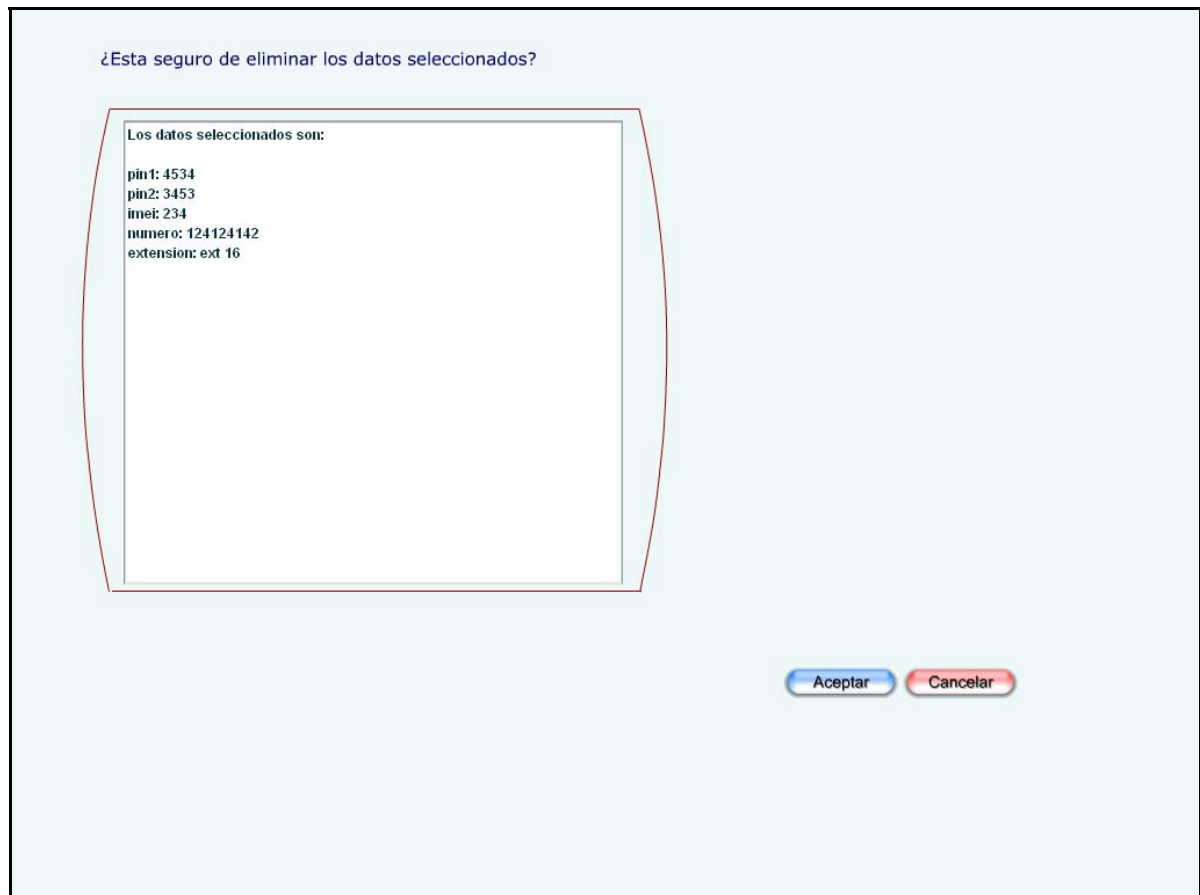 ¿Esta seguro de eliminar los datos seleccionados?
Los datos seleccionados son:
pin1: 4534
pin2: 3453
imei: 234
numero: 124124142
extension: ext 16
Aceptar Cancelar